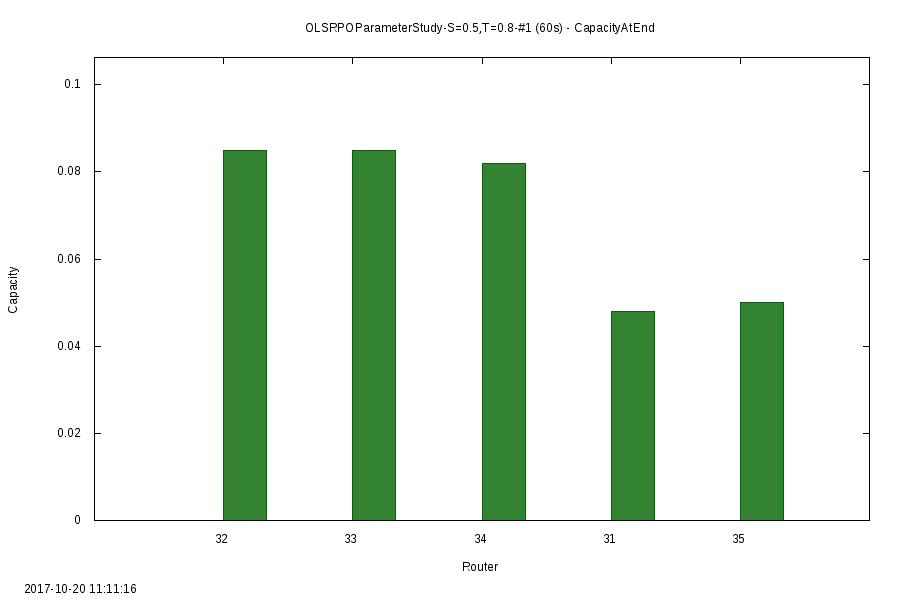 OLSRPOParameterStudy-S=0.5,T=0.8-#1 (60s) - CapacityAtEnd
0.1
0.08
0.06
0.04
0.02
0
Capacity
32 33 34 31 35
Router
2017-10-20 11:11:16